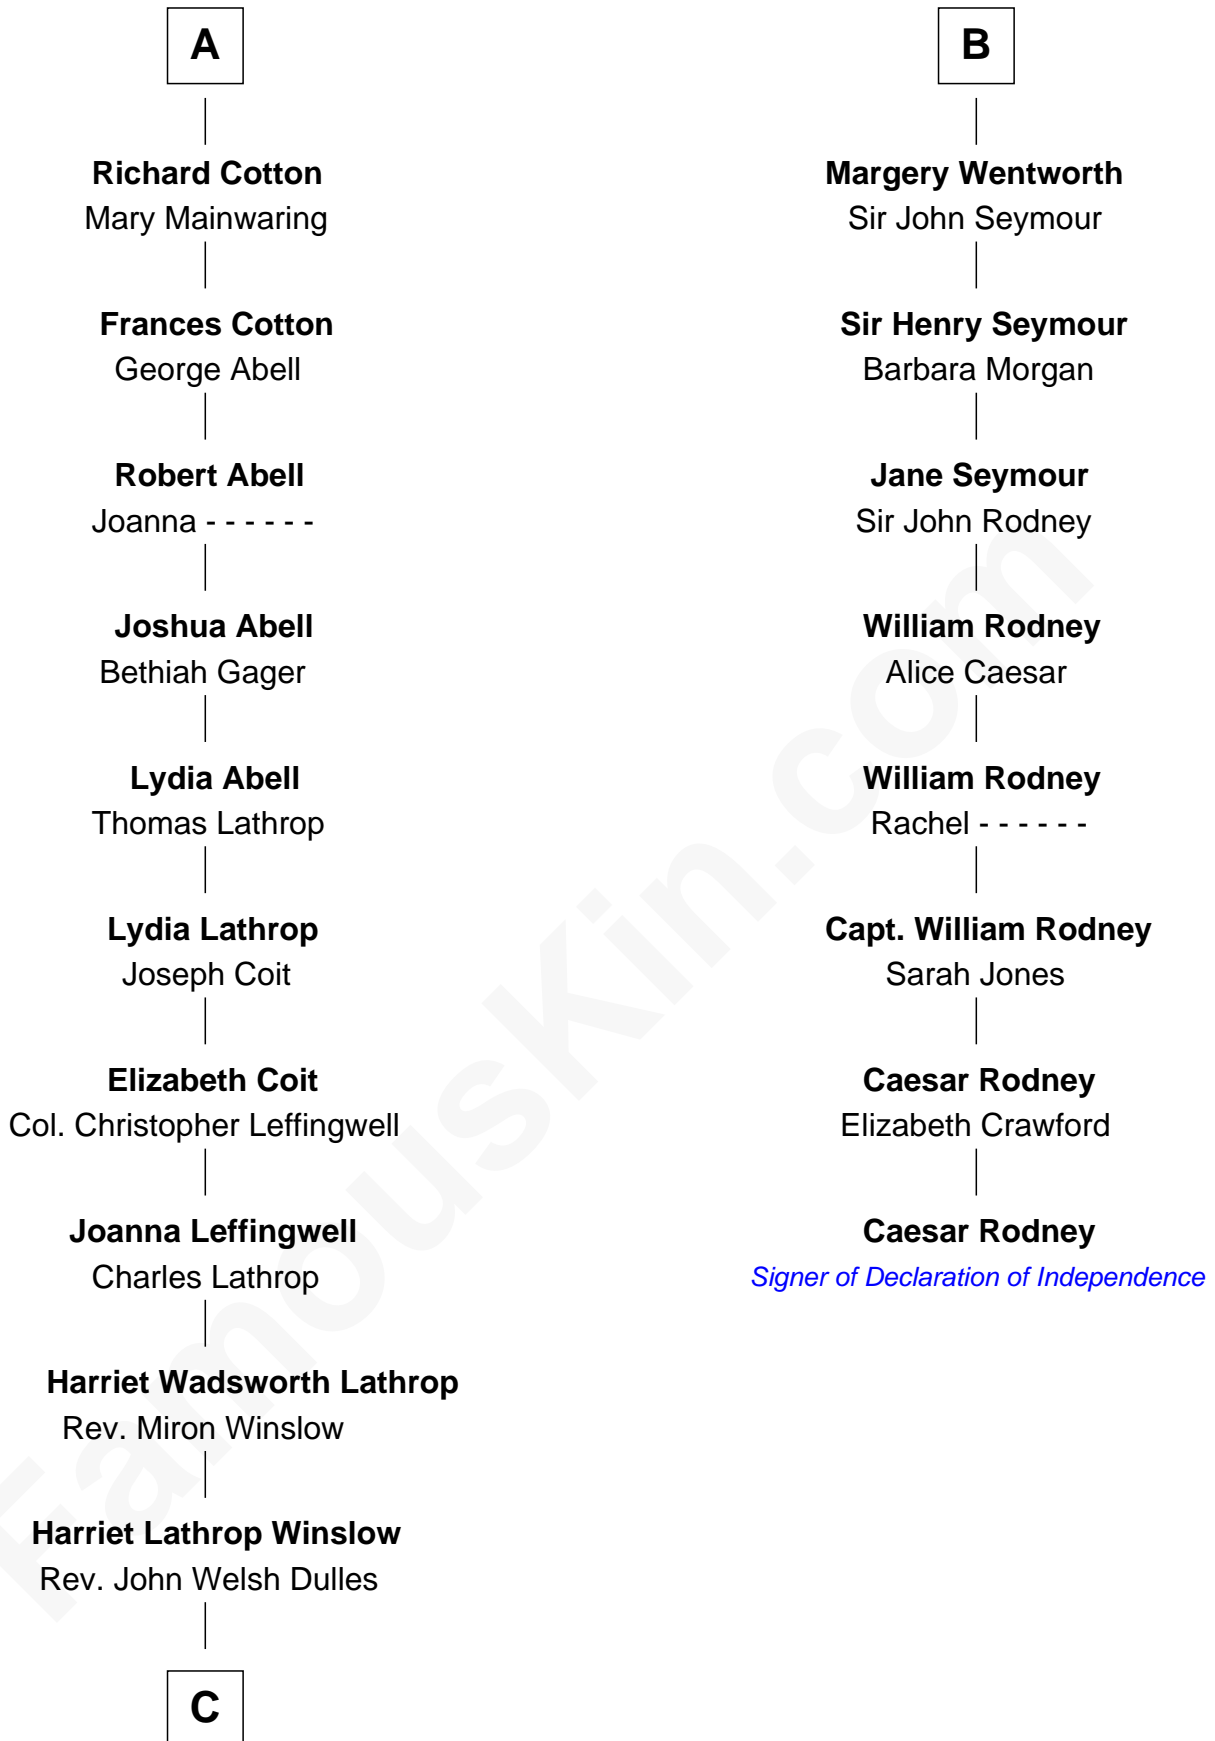 A
Richard Cotton
Mary Mainwaring
Frances Cotton
George Abell
Robert Abell
Joanna - - - - - -
Joshua Abell
Bethiah Gager
Lydia Abell
Thomas Lathrop
Lydia Lathrop
Joseph Coit
Elizabeth Coit
Col. Christopher Leffingwell
Joanna Leffingwell
Charles Lathrop
Harriet Wadsworth Lathrop
Rev. Miron Winslow
Harriet Lathrop Winslow
Rev. John Welsh Dulles
C
B
Margery Wentworth
Sir John Seymour
Sir Henry Seymour
Barbara Morgan
Jane Seymour
Sir John Rodney
William Rodney
Alice Caesar
William Rodney
Rachel - - - - - -
Capt. William Rodney
Sarah Jones
Caesar Rodney
Elizabeth Crawford
Caesar Rodney
Signer of Declaration of Independence
FamousKin.com